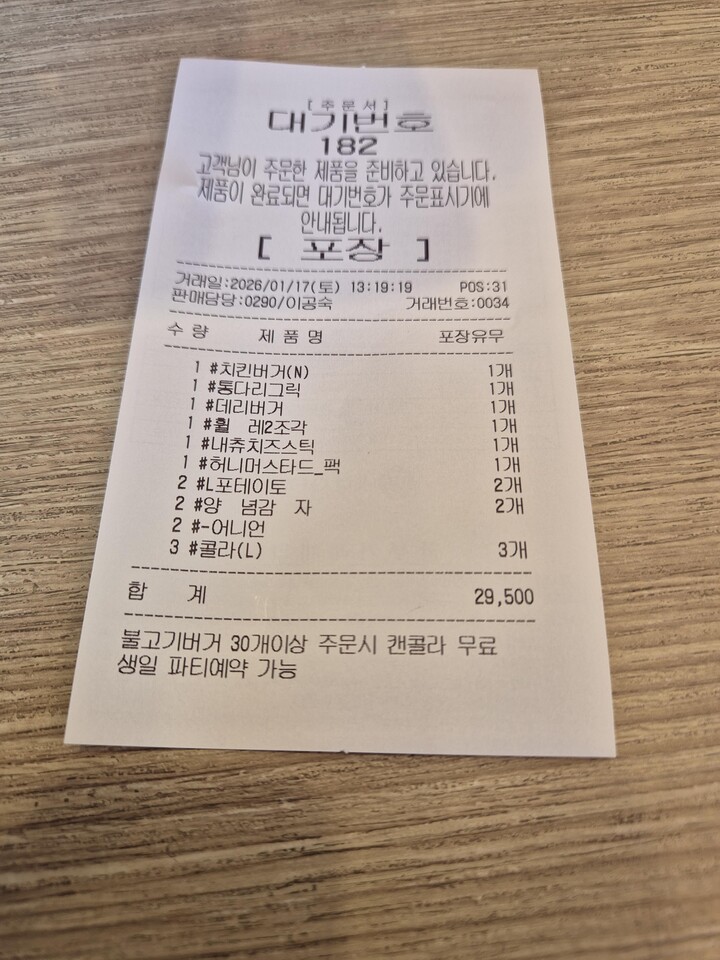 [ 주 문 서 ]
대기번호
182
고객님이 주문한 제품을 준비하고 있습니다.
제품이 완료되면 대기번호가 주문표시기에
안내됩니다.
[ 포장 ]
거래일:2026/01/17(토) 13:19:19 POS:31
판매담당:0290/이공숙 거래번호:0034
수 량 제 품 명 포장유무
1 #치킨버거(N) 1개
1 #통다리그릭 1개
1 #데리버거 1개
1 #휠 레2조각 1개
1 #내츄치즈스틱 1개
1 #허니머스타드_팩 1개
2 #L포테이토 2개
2 #양 념감 자 2개
2 #-어니언
3 #콜라(L) 3개
합 계 29,500
불고기버거 30개이상 주문시 캔콜라 무료
생일 파티예약 가능